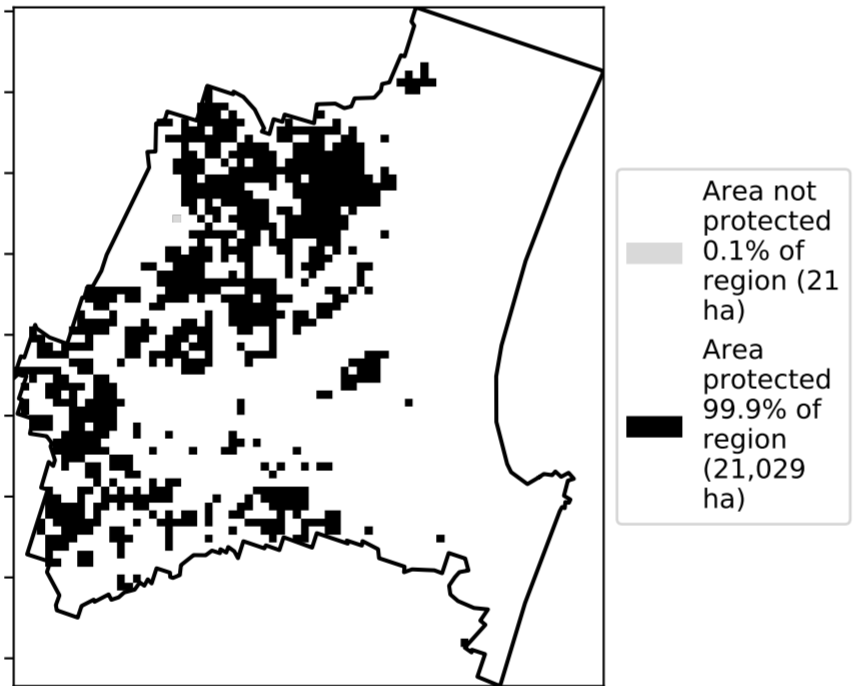 Area not
protected
0.1% of
region (21
ha)
Area
protected
99.9% of
region
(21,029
ha)